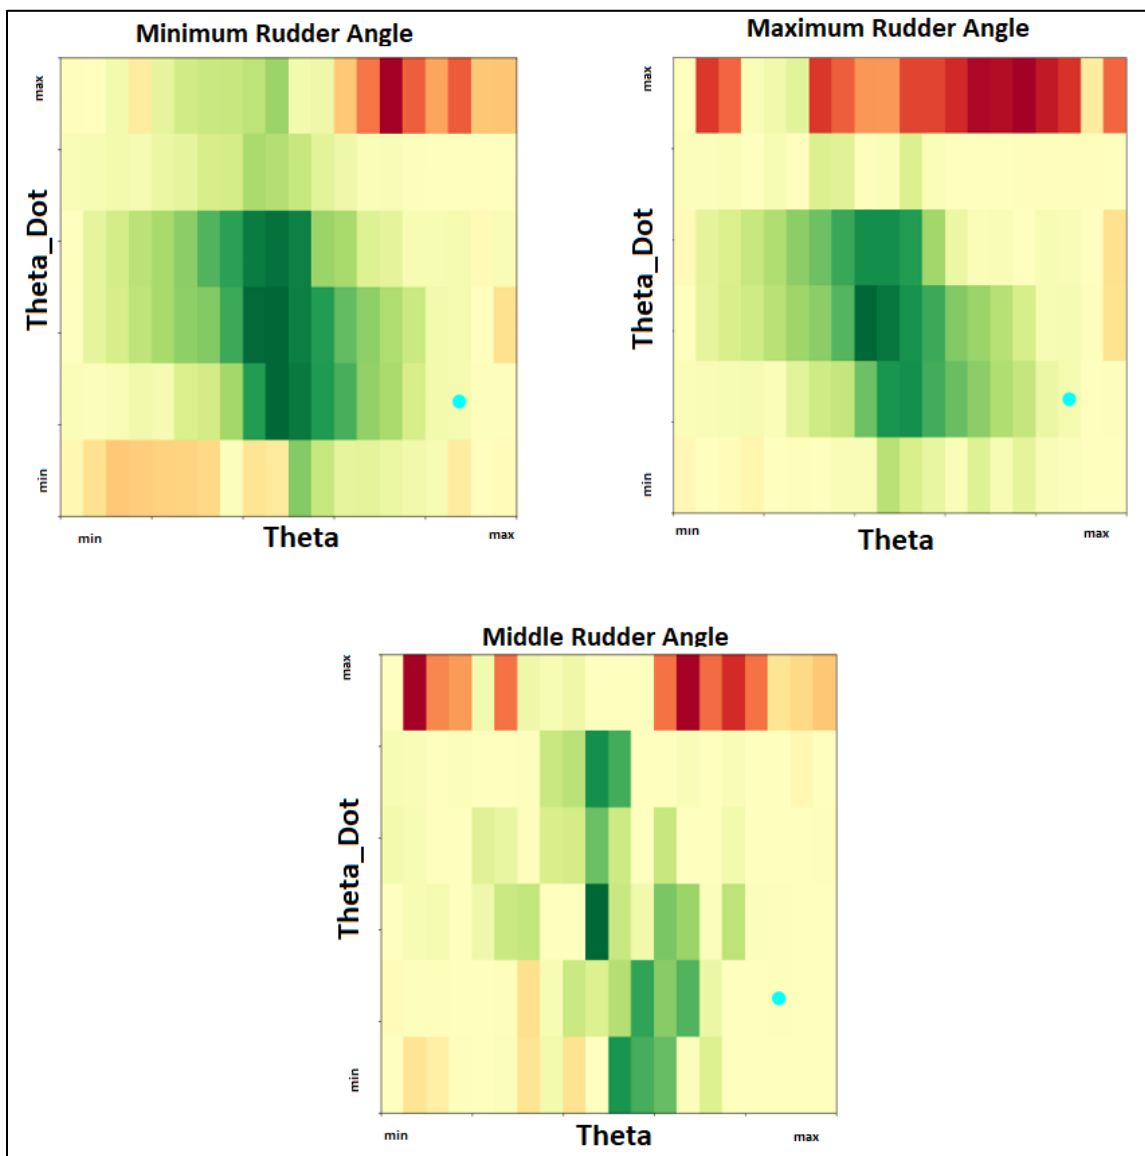 Minimum Rudder Angle
max
Theta_Dot
min
min
Theta
max
Maximum Rudder Angle
max
Theta_Dot
min
min
Theta
max
Middle Rudder Angle
max
Theta_Dot
min
min
Theta
max